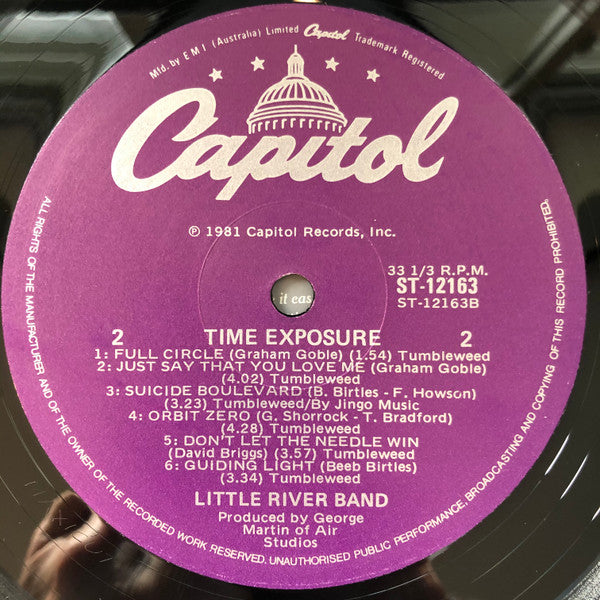 Mfd. by E M I (Australia) Limited Capitol Trademark Registered
Capitol
℗ 1981 Capitol Records, Inc.
33 1/3 R.P.M.
ST-12163
ST-12163B
it eas
2 TIME EXPOSURE 2
1: FULL CIRCLE (Graham Goble) (1.54) Tumbleweed
2: JUST SAY THAT YOU LOVE ME (Graham Goble)
(4.02) Tumbleweed
3: SUICIDE BOULEVARD (B. Birtles - F. Howson)
(3.23) Tumbleweed/By Jingo Music
4: ORBIT ZERO (G. Shorrock - T. Bradford)
(4.28) Tumbleweed
5: DON'T LET THE NEEDLE WIN
(David Briggs) (3.57) Tumbleweed
6: GUIDING LIGHT (Beeb Birtles)
(3.34) Tumbleweed
LITTLE RIVER BAND
Produced by George
Martin of Air
Studios
ALL RIGHTS OF THE MANUFACTURER AND OF THE OWNER OF THE RECORDED WORK RESERVED. UNAUTHORISED PUBLIC PERFORMANCE, BROADCASTING AND COPYING OF THIS RECORD PROHIBITED.